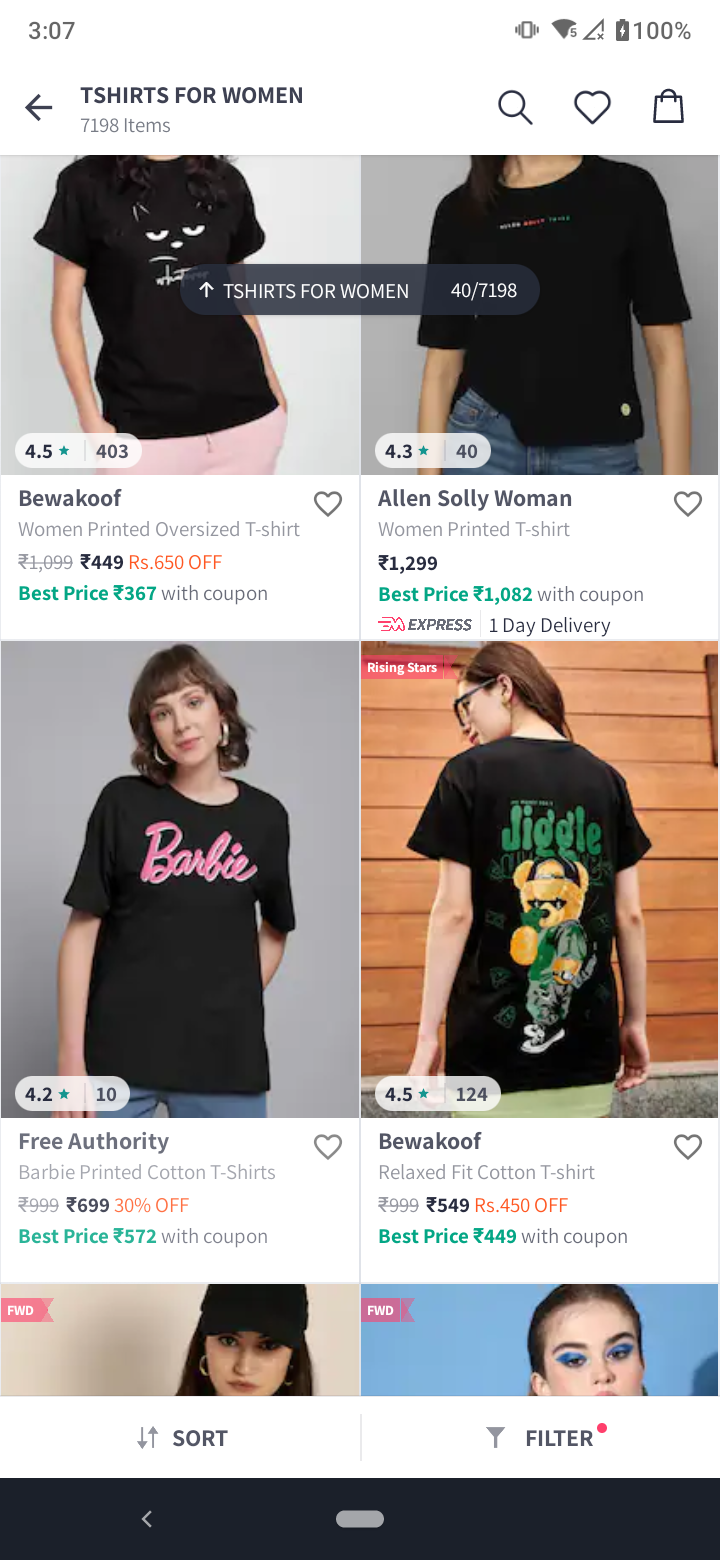 3:07
5
100%
TSHIRTS FOR WOMEN
7198 Items
whatever
ALLEN SOLLY TRIBE
↑ TSHIRTS FOR WOMEN 40/7198
4.5 ★ 403
4.3 ★ 40
Bewakoof
Women Printed Oversized T-shirt
₹1,099 ₹449 Rs.650 OFF
Best Price ₹367 with coupon
Allen Solly Woman
Women Printed T-shirt
₹1,299
Best Price ₹1,082 with coupon
EXPRESS 1 Day Delivery
Barbie
4.2 ★ 10
Rising Stars
Jiggle
4.5 ★ 124
Free Authority
Barbie Printed Cotton T-Shirts
₹999 ₹699 30% OFF
Best Price ₹572 with coupon
Bewakoof
Relaxed Fit Cotton T-shirt
₹999 ₹549 Rs.450 OFF
Best Price ₹449 with coupon
FWD
FWD
SORT
FILTER